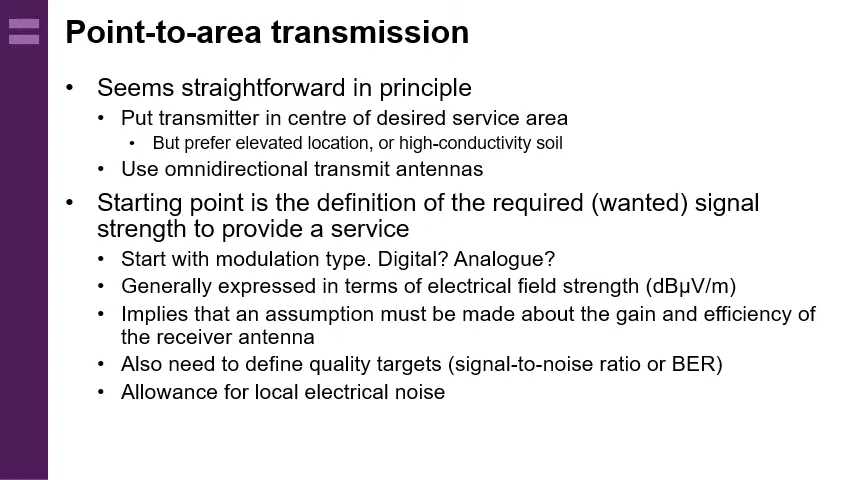 Point-to-area transmission
• Seems straightforward in principle
• Put transmitter in centre of desired service area
• But prefer elevated location, or high-conductivity soil
• Use omnidirectional transmit antennas
• Starting point is the definition of the required (wanted) signal
strength to provide a service
• Start with modulation type. Digital? Analogue?
• Generally expressed in terms of electrical field strength (dBµV/m)
• Implies that an assumption must be made about the gain and efficiency of
the receiver antenna
• Also need to define quality targets (signal-to-noise ratio or BER)
• Allowance for local electrical noise